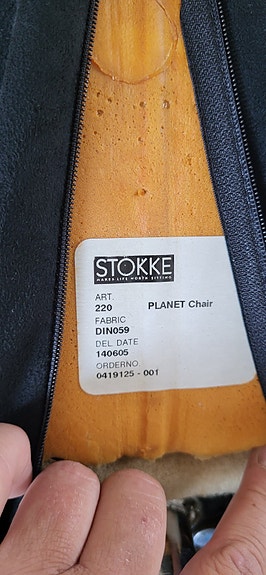 STOKKE
MAKES LIFE WORTH SITTING
ART.
220 PLANET Chair
FABRIC
DIN059
DEL DATE
140605
ORDERNO
0419125 - 001